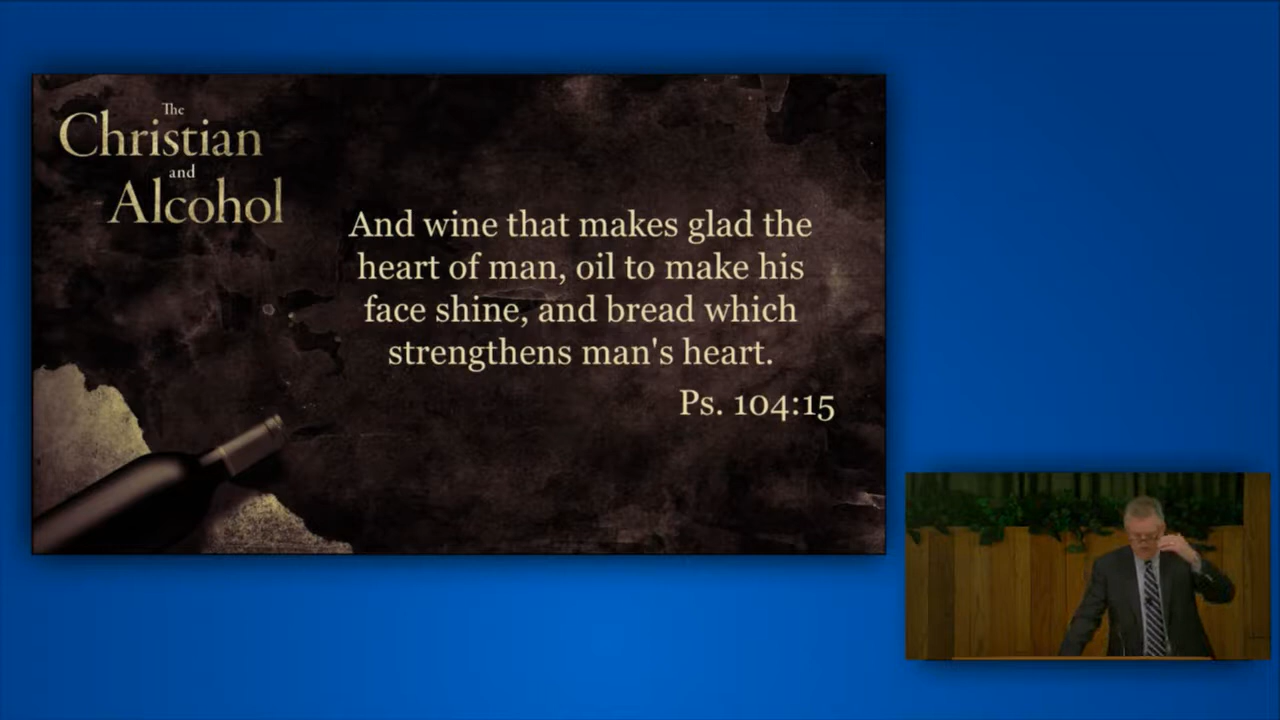 The
Christian
and
Alcohol
And wine that makes glad the
heart of man, oil to make his
face shine, and bread which
strengthens man's heart.
Ps. 104:15